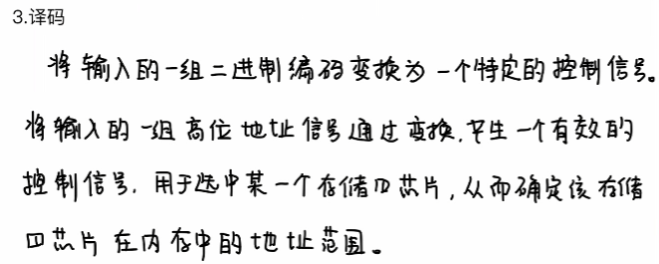 3.译码
将输入的一组二进制编码变换为一个特定的控制信号。
将输入的一组高位地址信号通过变换,产生一个有效的
控制信号,用于选中某一个存储四芯片,从而确定该存储
四芯片在内存中的地址范围。